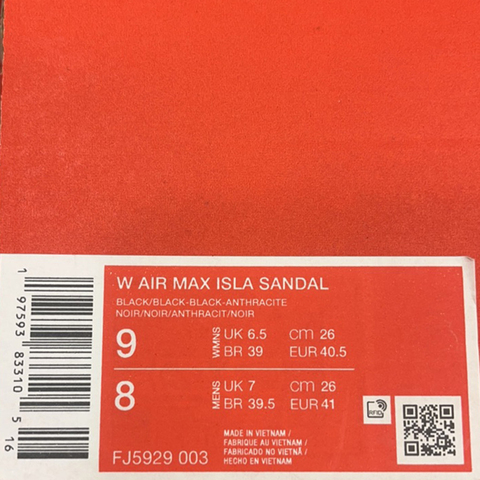 W AIR MAX ISLA SANDAL
BLACK/BLACK-BLACK-ANTHRACITE
NOIR/NOIR/ANTHRACIT/NOIR
9 WMNS UK 6.5 cm 26
BR 39 EUR 40.5
8 MENS UK 7 cm 26
BR 39.5 EUR 41
MADE IN VIETNAM /
FABRIQUE AU VIETNAM /
FABRICADO NO VIETNÃ /
HECHO EN VIETNAM
FJ5929 003
RFID
1 97593 83310 5 16